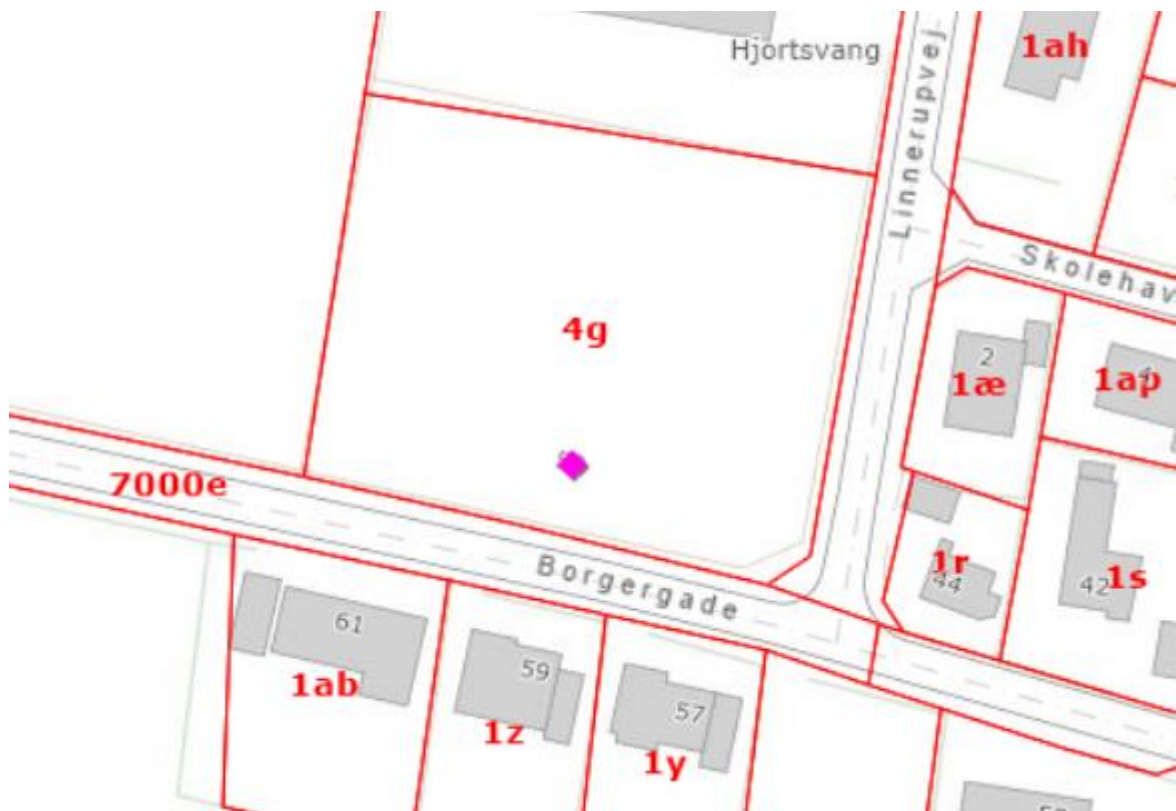 Hjortsvang
Linnerupvej
1ah
Skolehav
4g
2
1æ
1ap
4
7000e
Borgergade
1r
44
42
1s
61
1ab
59
1z
57
1y